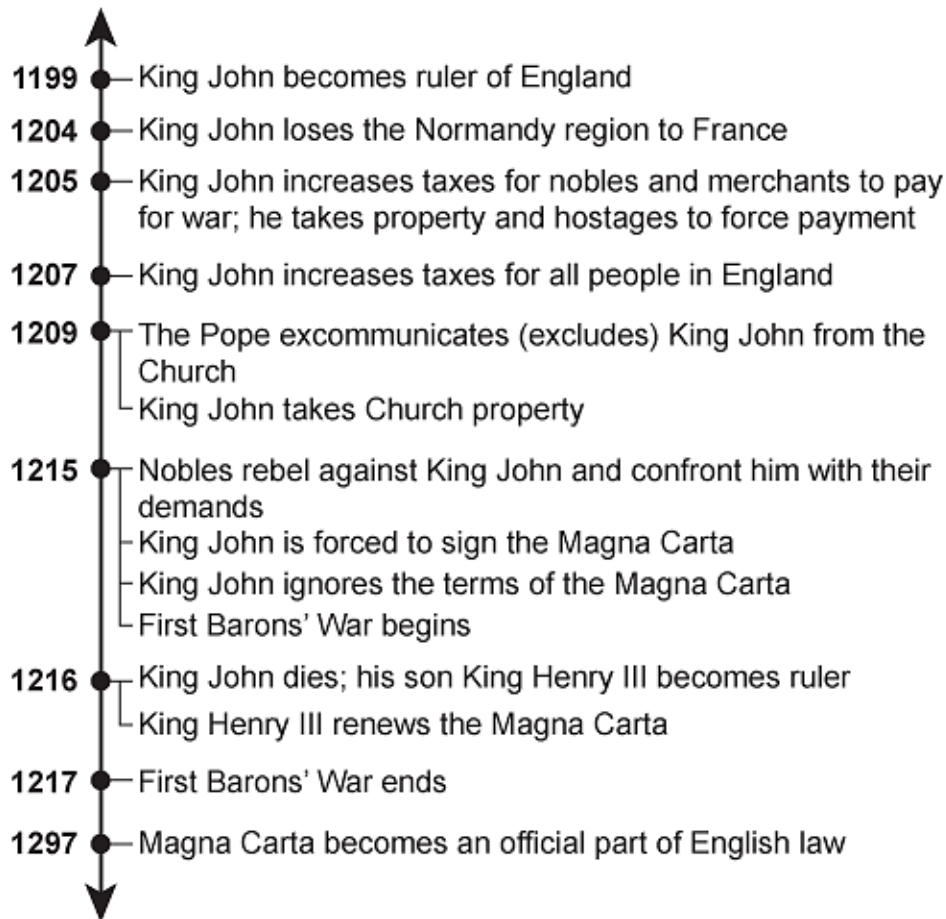 1199 King John becomes ruler of England
1204 King John loses the Normandy region to France
1205 King John increases taxes for nobles and merchants to pay
for war; he takes property and hostages to force payment
1207 King John increases taxes for all people in England
1209 The Pope excommunicates (excludes) King John from the
Church
King John takes Church property
1215 Nobles rebel against King John and confront him with their
demands
King John is forced to sign the Magna Carta
King John ignores the terms of the Magna Carta
First Barons’ War begins
1216 King John dies; his son King Henry III becomes ruler
King Henry III renews the Magna Carta
1217 First Barons’ War ends
1297 Magna Carta becomes an official part of English law